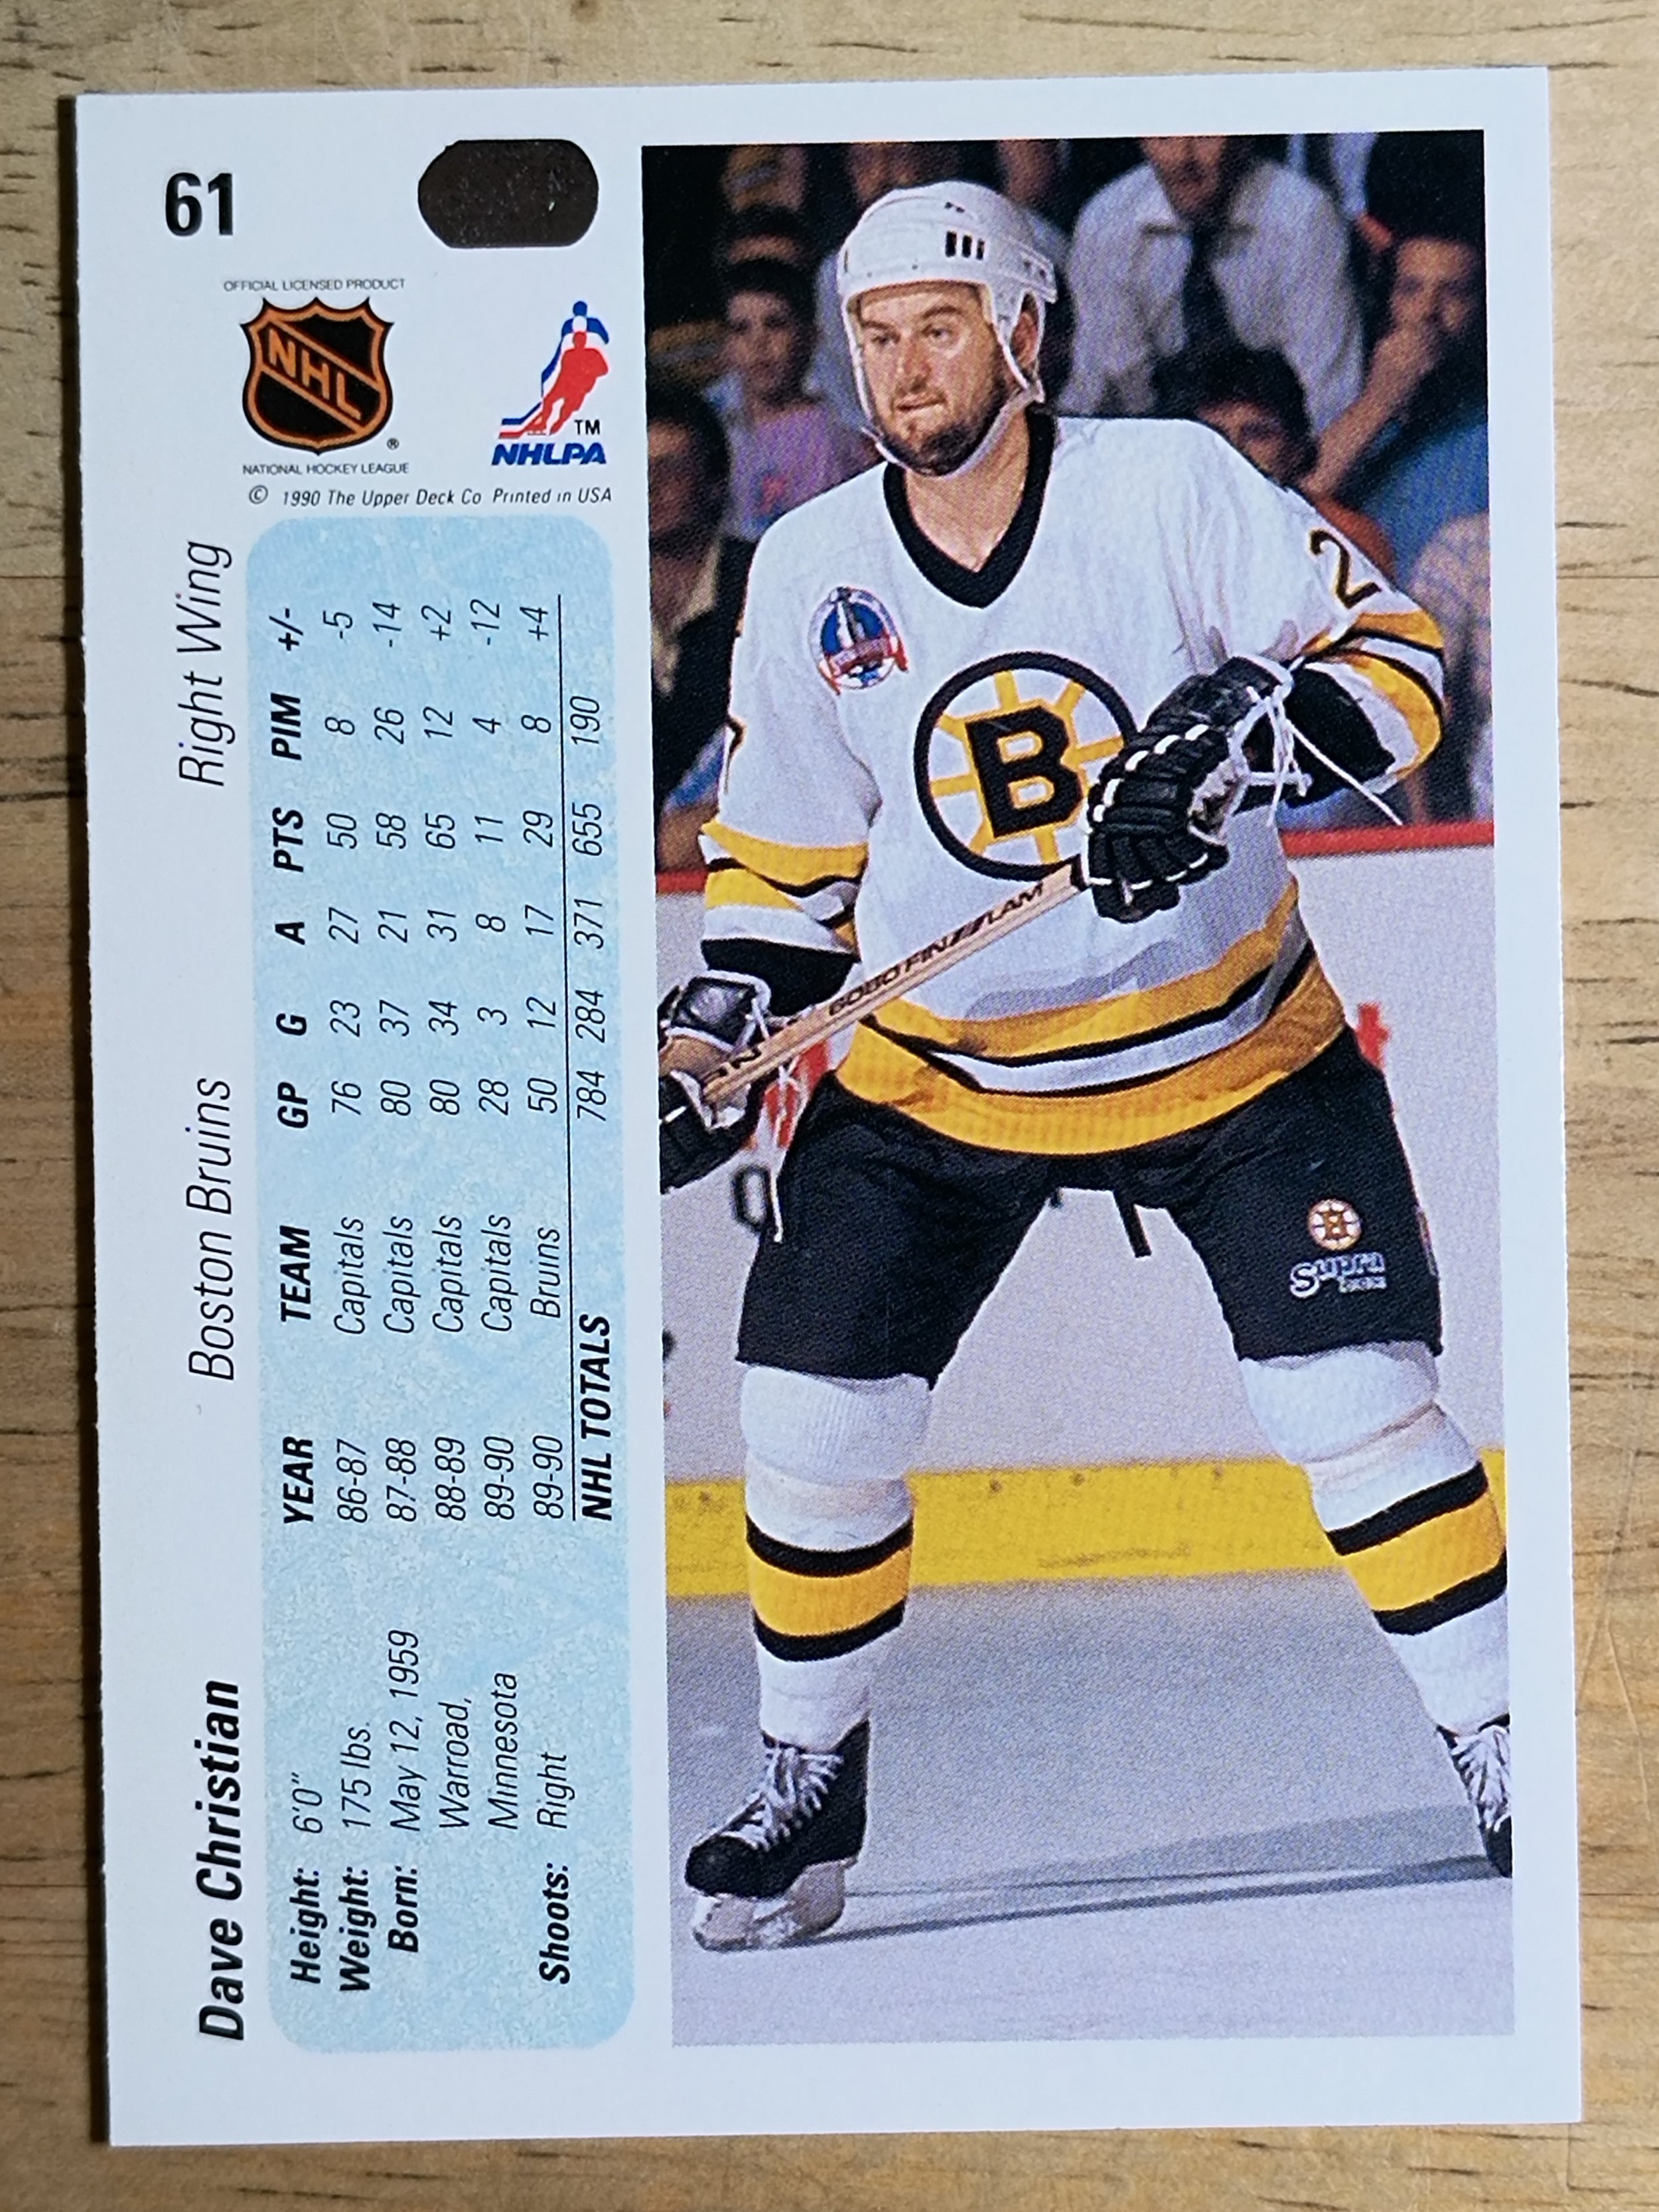 61
OFFICIAL LICENSED PRODUCT
NHL
®
NATIONAL HOCKEY LEAGUE
TM
NHLPA
© 1990 The Upper Deck Co Printed in USA
Dave Christian Boston Bruins Right Wing
Height: 6'0"
Weight: 175 lbs.
Born: May 12, 1959
Warroad,
Minnesota
Shoots: Right
YEAR TEAM GP G A PTS PIM +/-
86-87 Capitals 76 23 27 50 8 -5
87-88 Capitals 80 37 21 58 26 -14
88-89 Capitals 80 34 31 65 12 +2
89-90 Capitals 28 3 8 11 4 -12
89-90 Bruins 50 12 17 29 8 +4
NHL TOTALS 784 284 371 655 190
2
B
6080 FINZZLAM
B